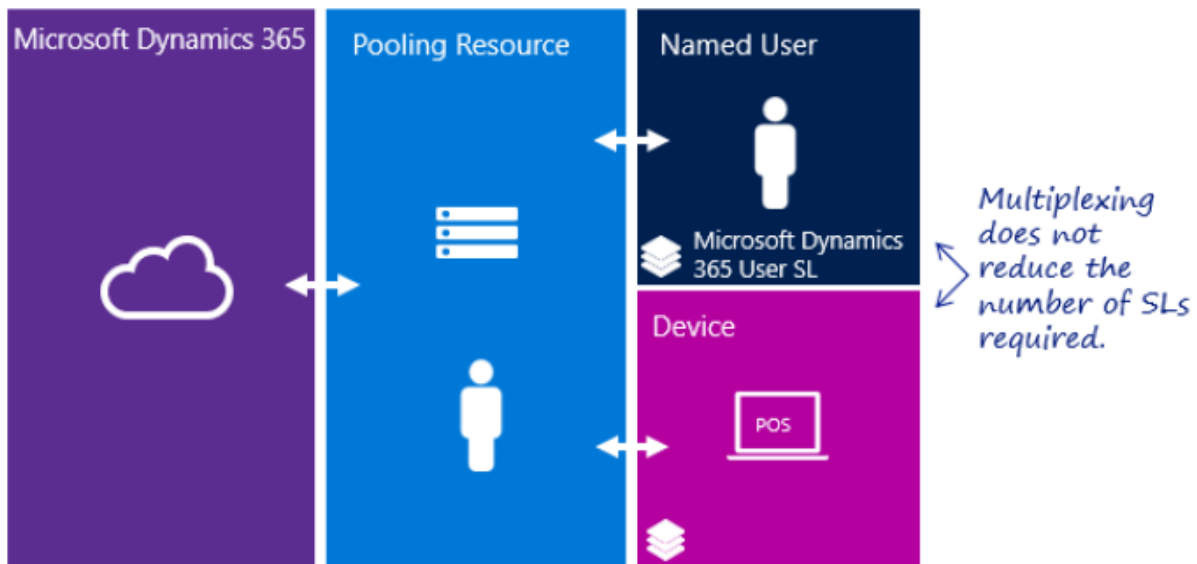 Microsoft Dynamics 365
Pooling Resource
Named User
Microsoft Dynamics
365 User SL
Device
POS
Multiplexing
does not
reduce the
number of SLs
required.